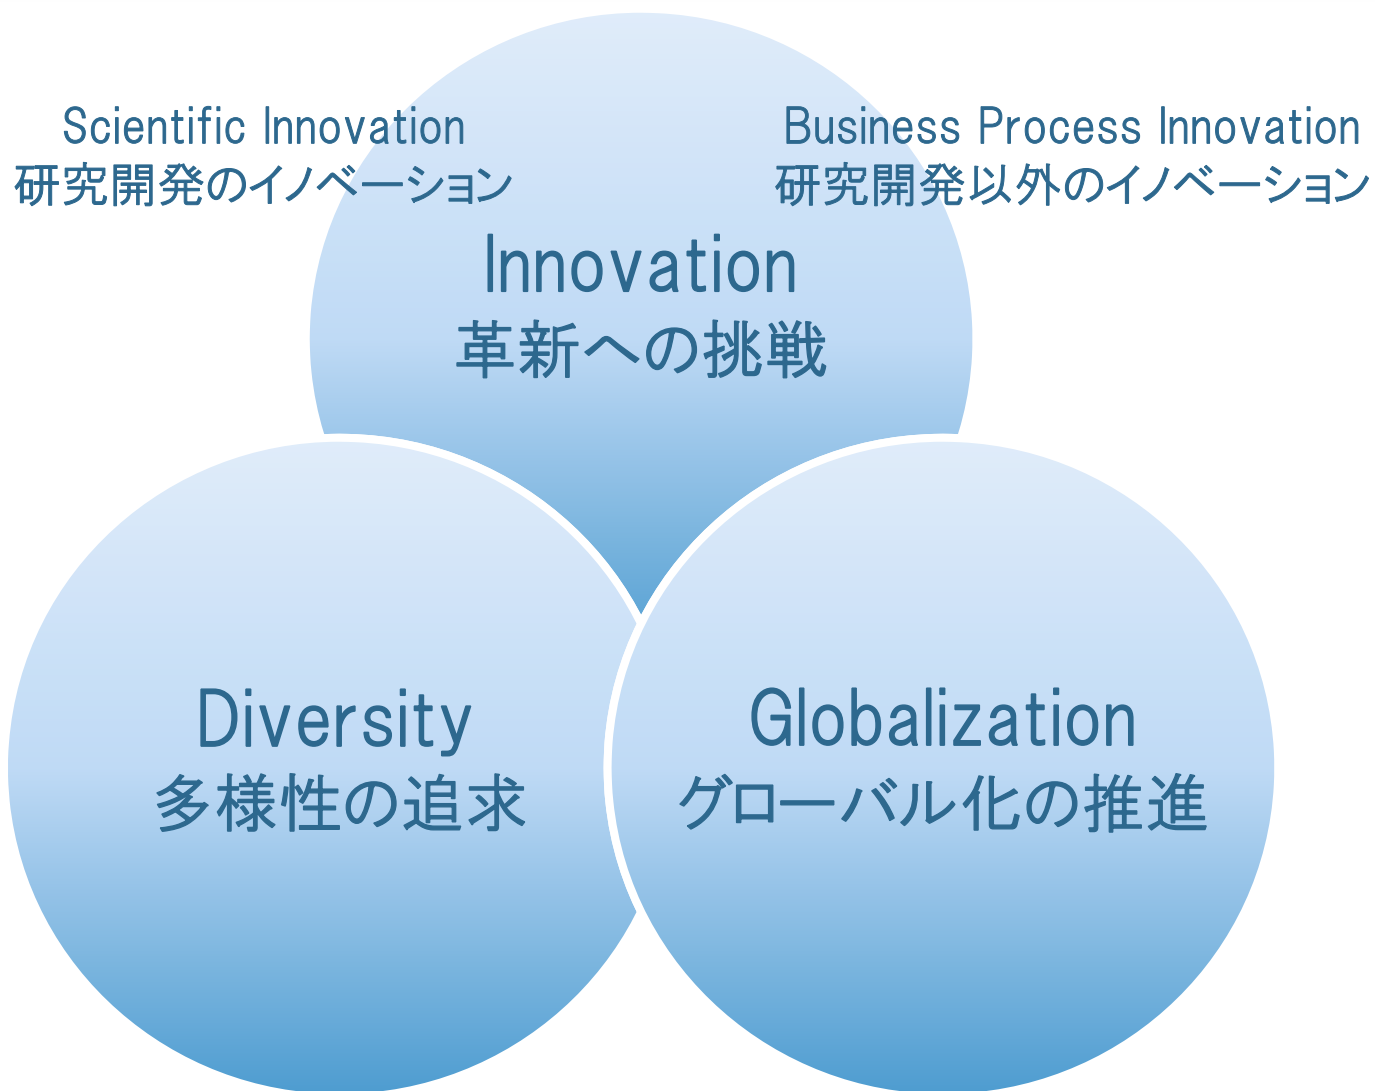 Scientific Innovation
研究開発のイノベーション
Business Process Innovation
研究開発以外のイノベーション
Innovation
革新への挑戦
Diversity
多様性の追求
Globalization
グローバル化の推進